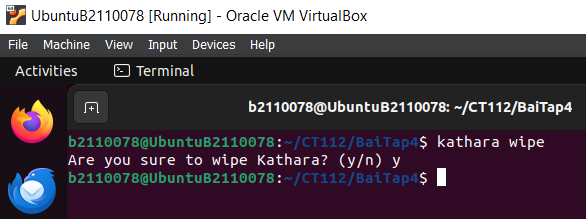 UbuntuB2110078 [Running] - Oracle VM VirtualBox
File Machine View Input Devices Help
Activities Terminal
b2110078@UbuntuB2110078: ~/CT112/BaiTap4
b2110078@UbuntuB2110078:~/CT112/BaiTap4$ kathara wipe
Are you sure to wipe Kathara? (y/n) y
b2110078@UbuntuB2110078:~/CT112/BaiTap4$